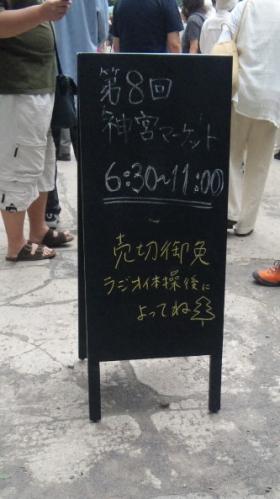 第8回
神宮マーケット
6:30〜11:00
~
売切御免
ラジオ体操後に
よってね